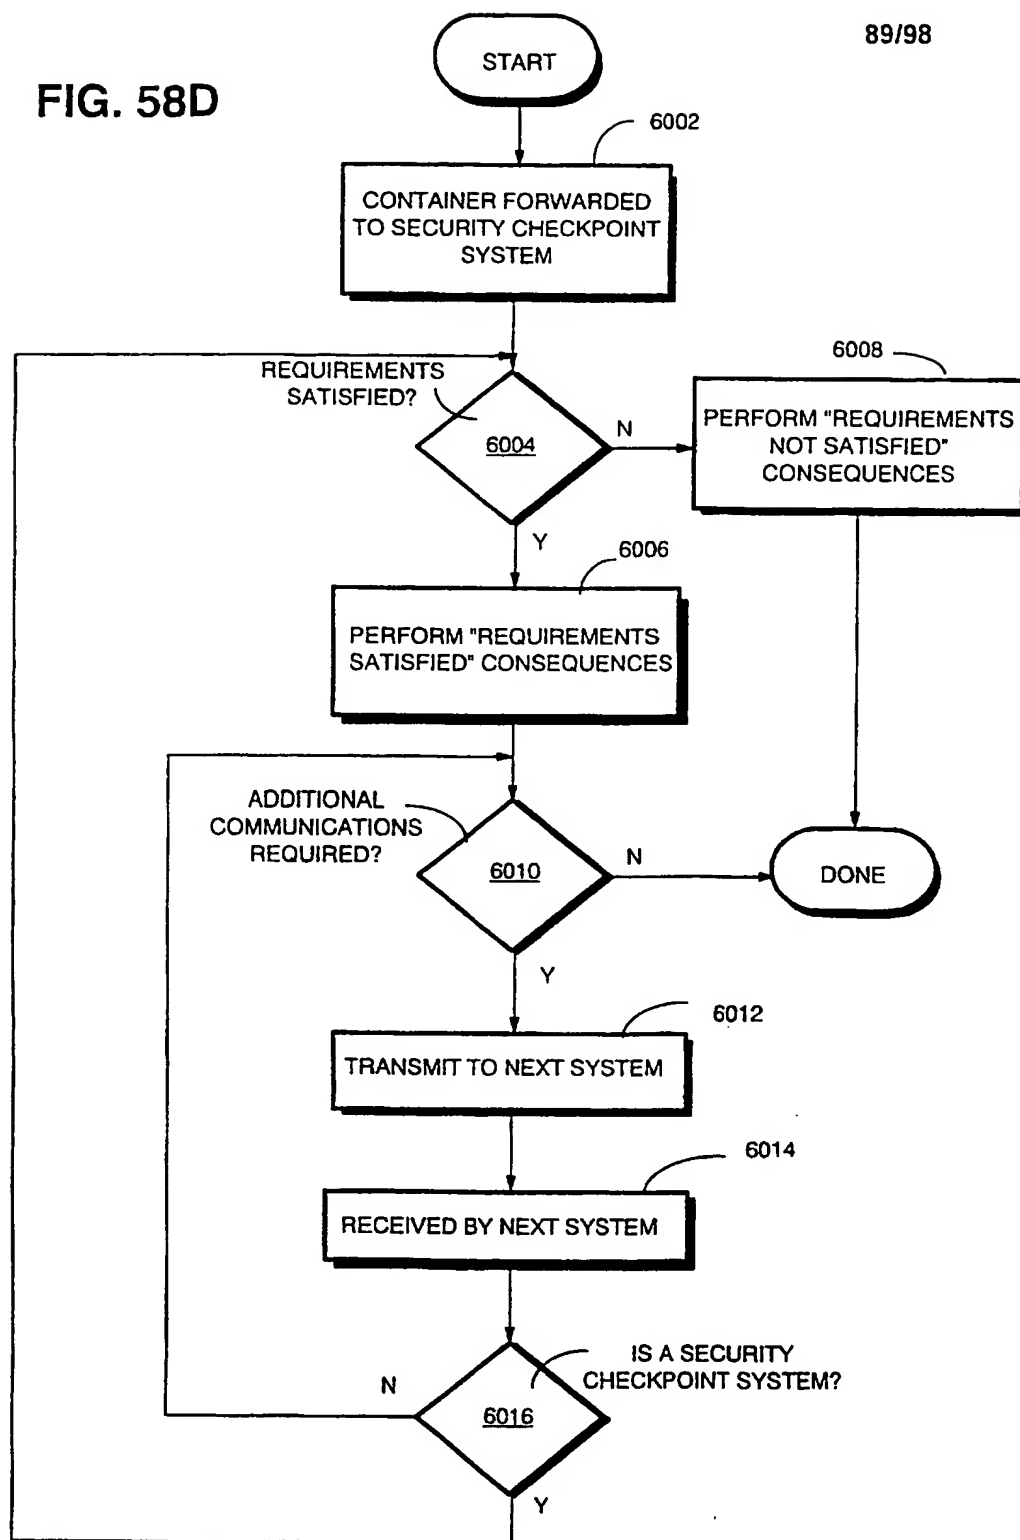 89/98
FIG. 58D
START
6002
CONTAINER FORWARDED
TO SECURITY CHECKPOINT
SYSTEM
REQUIREMENTS
SATISFIED?
6004
N
Y
6008
PERFORM "REQUIREMENTS
NOT SATISFIED"
CONSEQUENCES
6006
PERFORM "REQUIREMENTS
SATISFIED" CONSEQUENCES
ADDITIONAL
COMMUNICATIONS
REQUIRED?
6010
N
DONE
Y
6012
TRANSMIT TO NEXT SYSTEM
6014
RECEIVED BY NEXT SYSTEM
IS A SECURITY
CHECKPOINT SYSTEM?
N
6016
Y